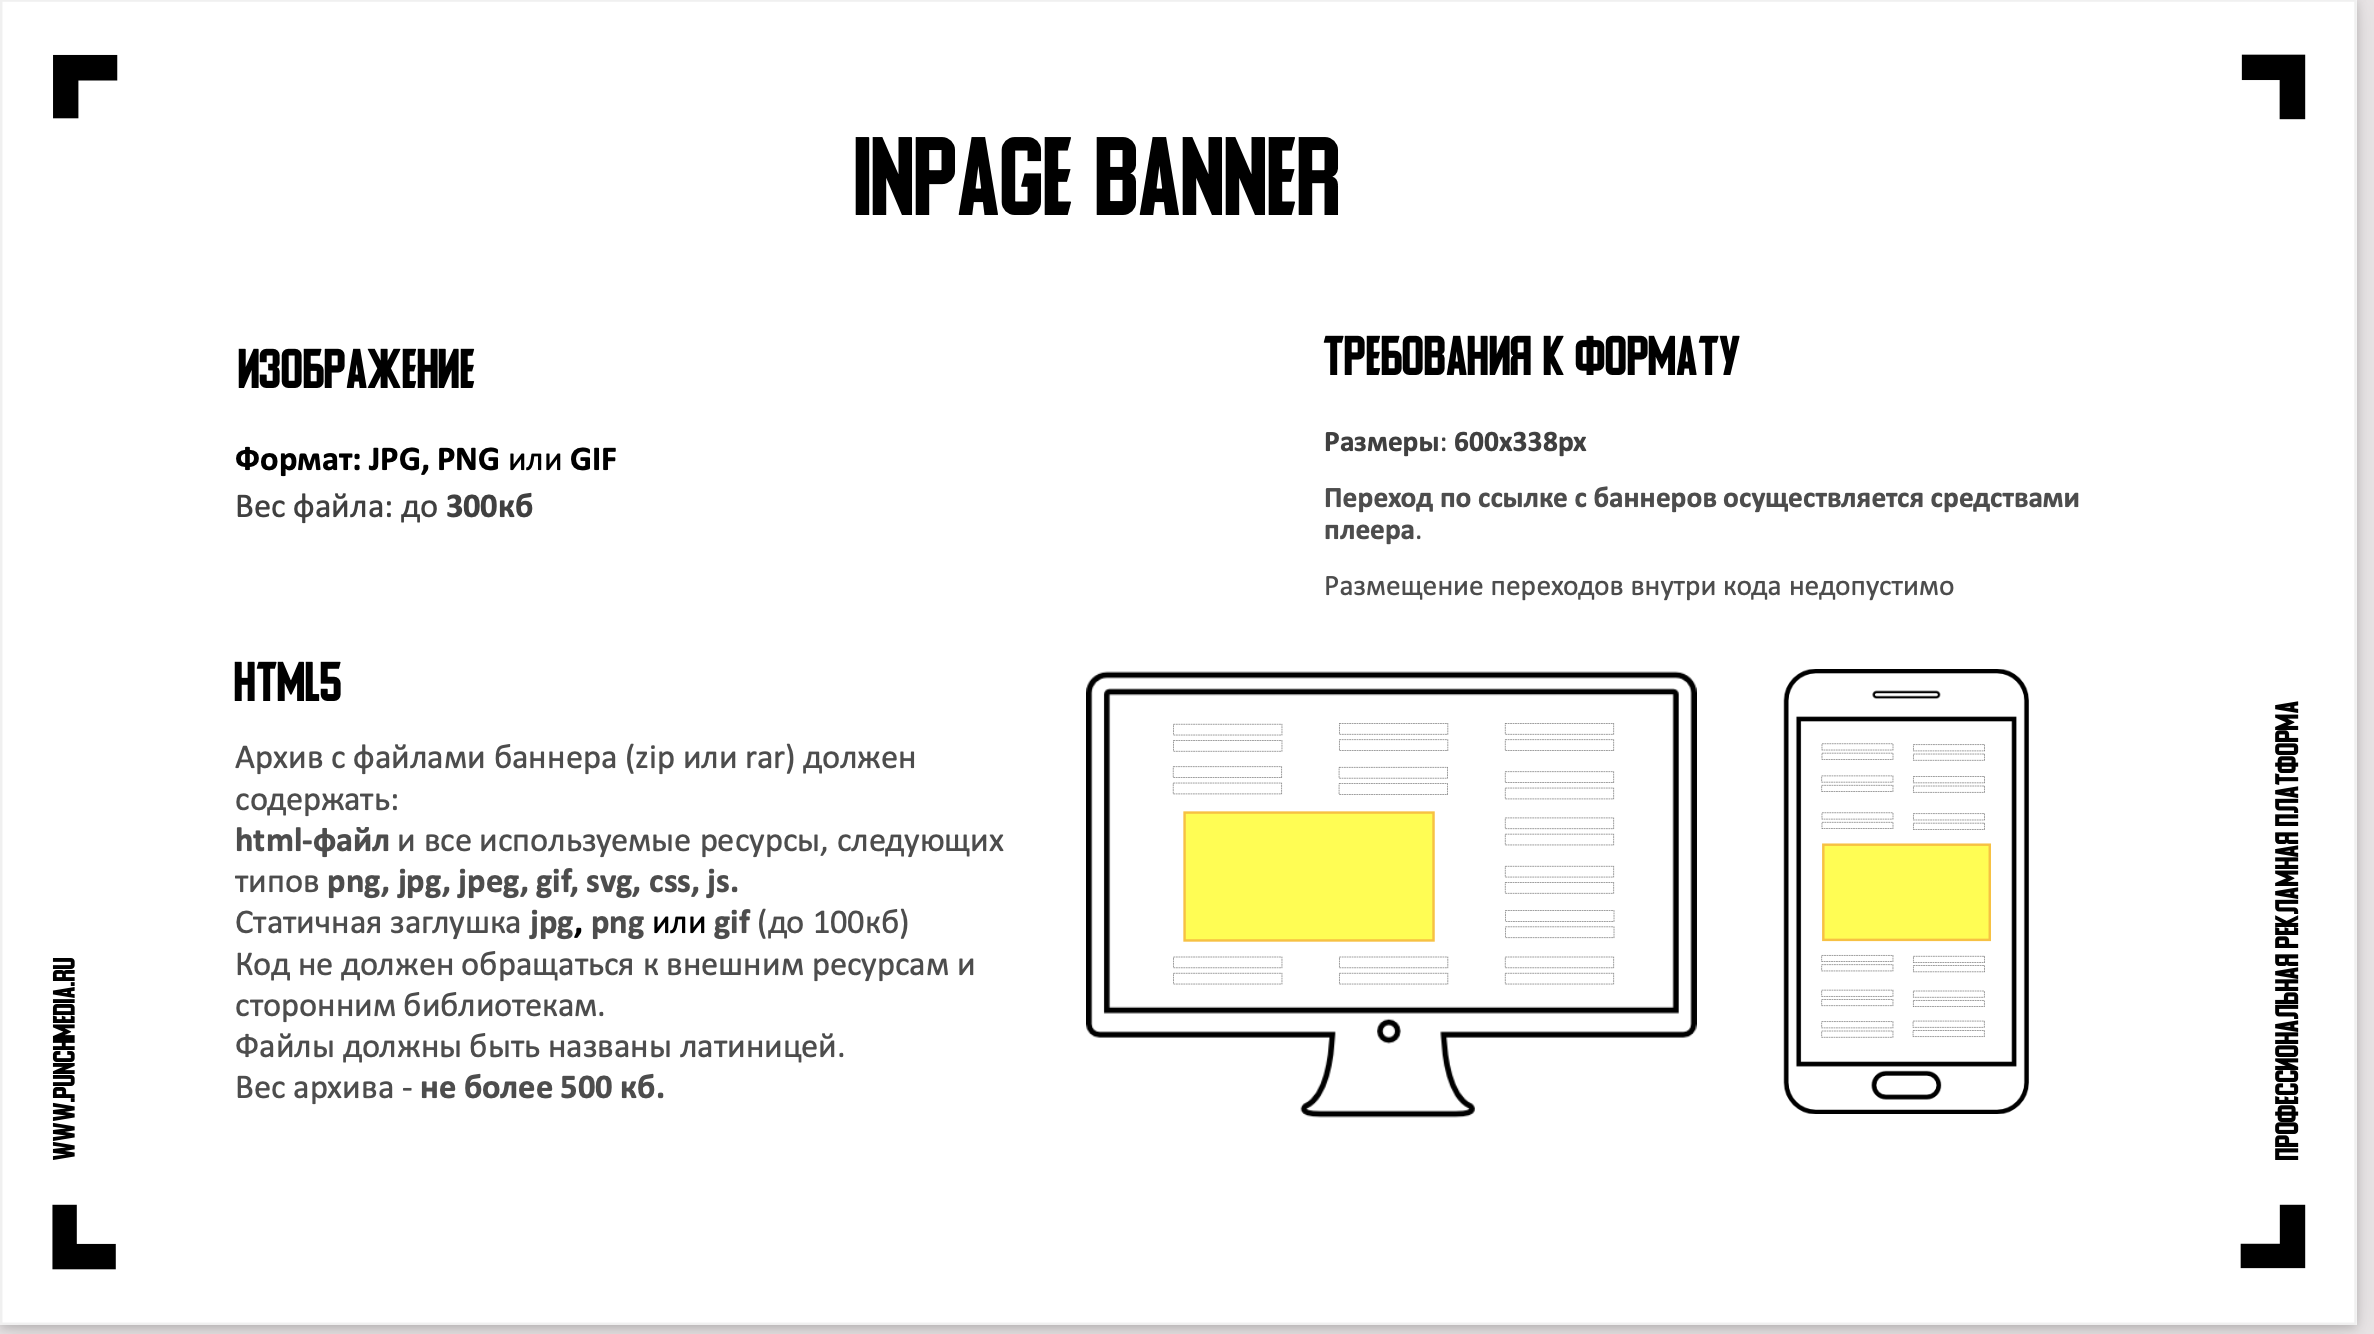 INPAGE BANNER
ИЗОБРАЖЕНИЕ
Формат: JPG, PNG или GIF
Вес файла: до 300кб
ТРЕБОВАНИЯ К ФОРМАТУ
Размеры: 600x338px
Переход по ссылке с баннеров осуществляется средствами
плеера.
Размещение переходов внутри кода недопустимо
HTML5
Архив с файлами баннера (zip или rar) должен
содержать:
html-файл и все используемые ресурсы, следующих
типов png, jpg, jpeg, gif, svg, css, js.
Статичная заглушка jpg, png или gif (до 100кб)
Код не должен обращаться к внешним ресурсам и
сторонним библиотекам.
Файлы должны быть названы латиницей.
Вес архива - не более 500 кб.
WWW.PUNCHMEDIA.RU
ПРОФЕССИОНАЛЬНАЯ РЕКЛАМНАЯ ПЛАТФОРМА